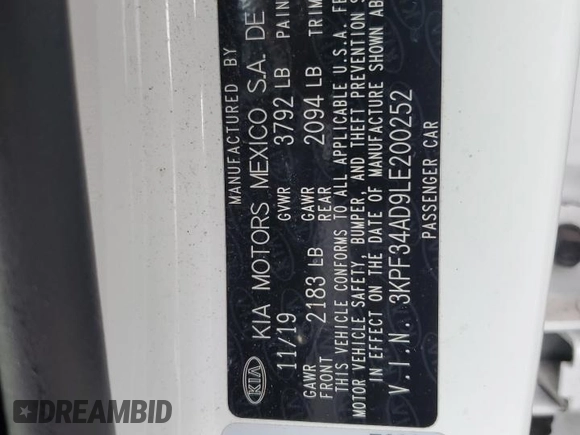 MANUFACTURED BY
KIA KIA MOTORS MEXICO S.A. DE
11/19 GVWR 3792 LB PAIN
GAWR FRONT 2183 LB GAWR REAR 2094 LB TRIM
THIS VEHICLE CONFORMS TO ALL APPLICABLE U.S.A. FE
MOTOR VEHICLE SAFETY, BUMPER, AND THEFT PREVENTION S
IN EFFECT ON THE DATE OF MANUFACTURE SHOWN AB
V.I.N. 3KPF34AD9LE200252
PASSENGER CAR
DREAMBID